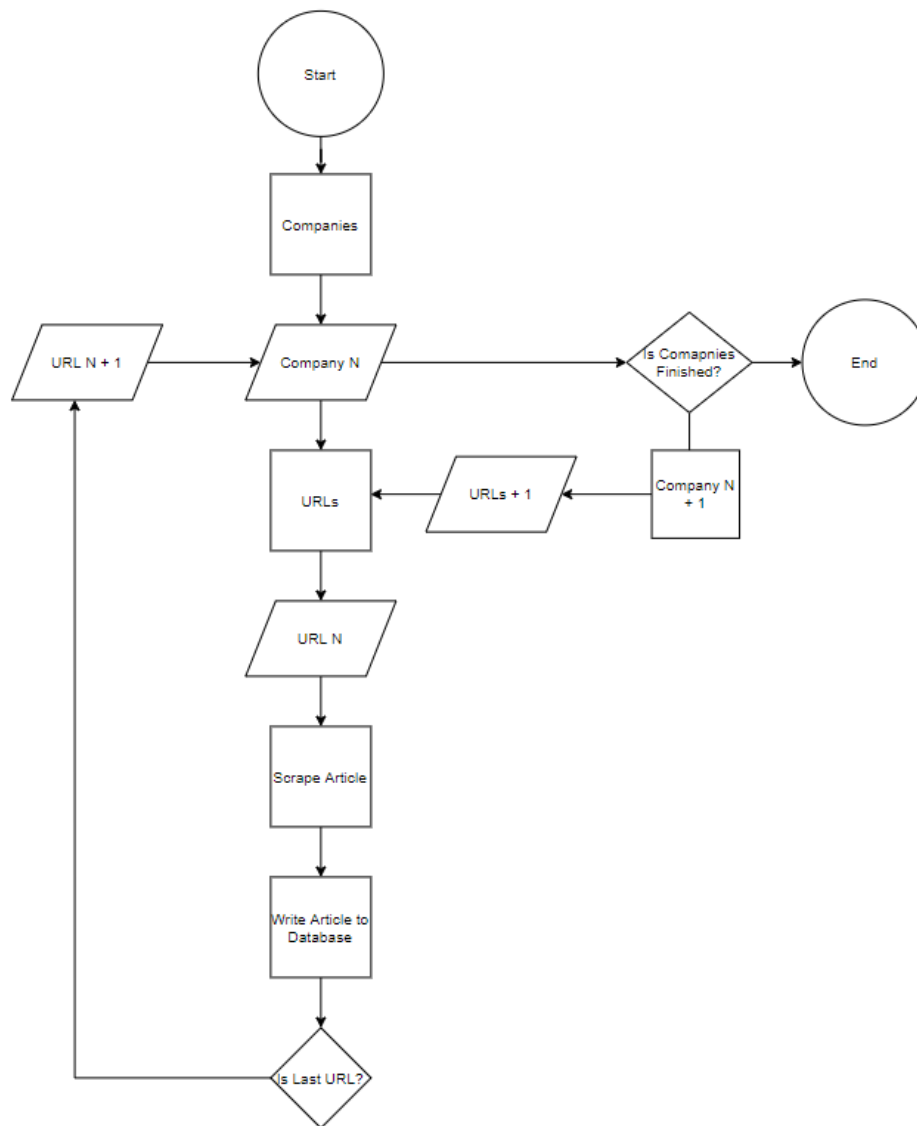 Start
Companies
URL N + 1
Company N
Is Comapnies
Finished?
End
URLs
URLs + 1
Company N
+ 1
URL N
Scrape Article
Write Article to
Database
Is Last URL?